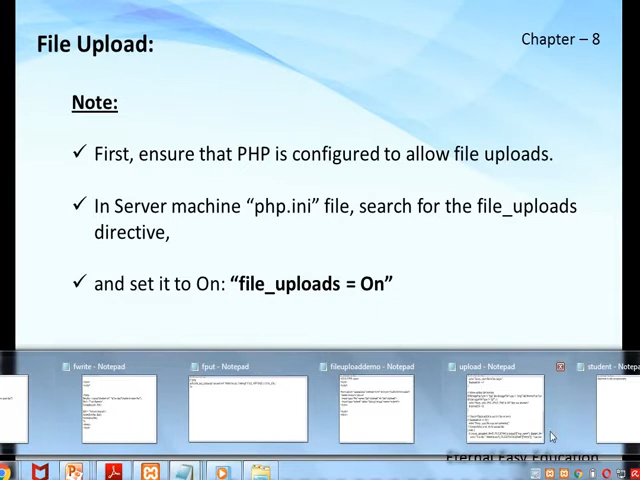 File Upload:
Chapter – 8
Note:
✓ First, ensure that PHP is configured to allow file uploads.
✓ In Server machine “php.ini” file, search for the file_uploads
directive,
✓ and set it to On: “file_uploads = On”
fwrite - Notepad
fput - Notepad
fileuploaddemo - Notepad
upload - Notepad
student - Notepa
Eternal Easy Education